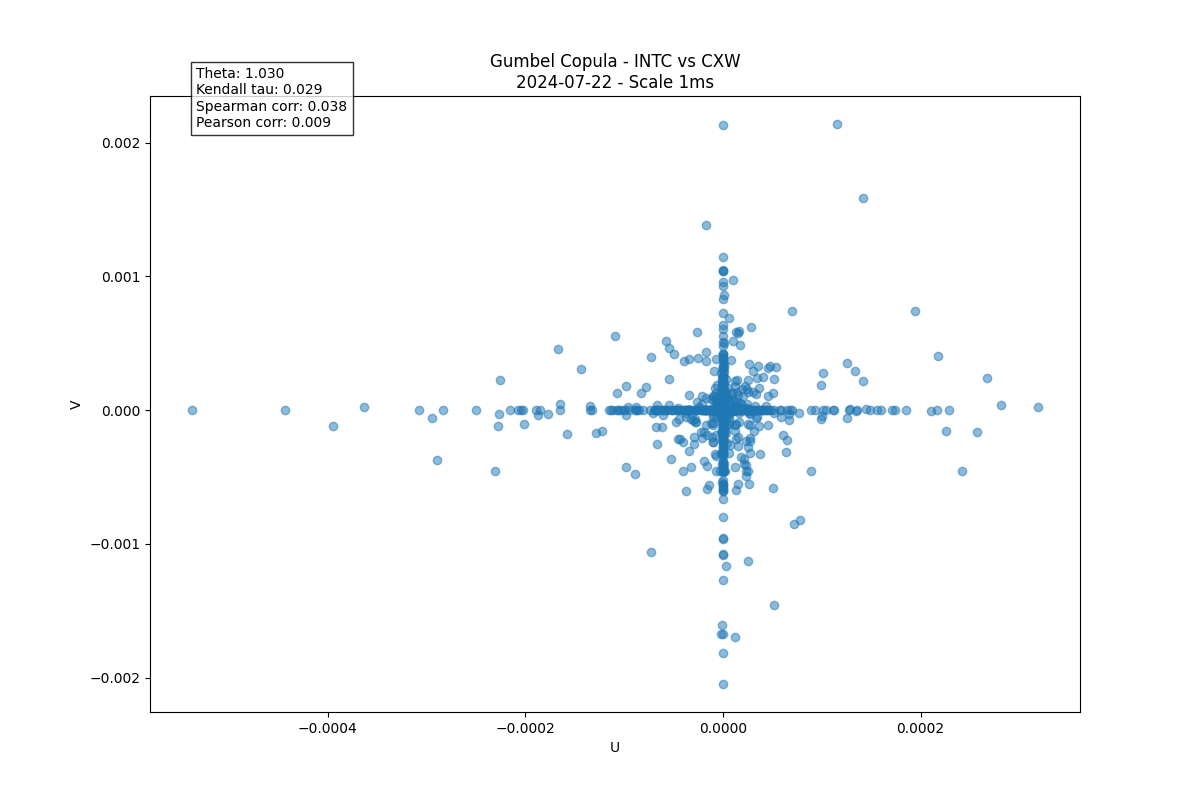 Gumbel Copula - INTC vs CXW
2024-07-22 - Scale 1ms
Theta: 1.030
Kendall tau: 0.029
Spearman corr: 0.038
Pearson corr: 0.009
V
0.002
0.001
0.000
−0.001
−0.002
−0.0004
−0.0002
0.0000
0.0002
U